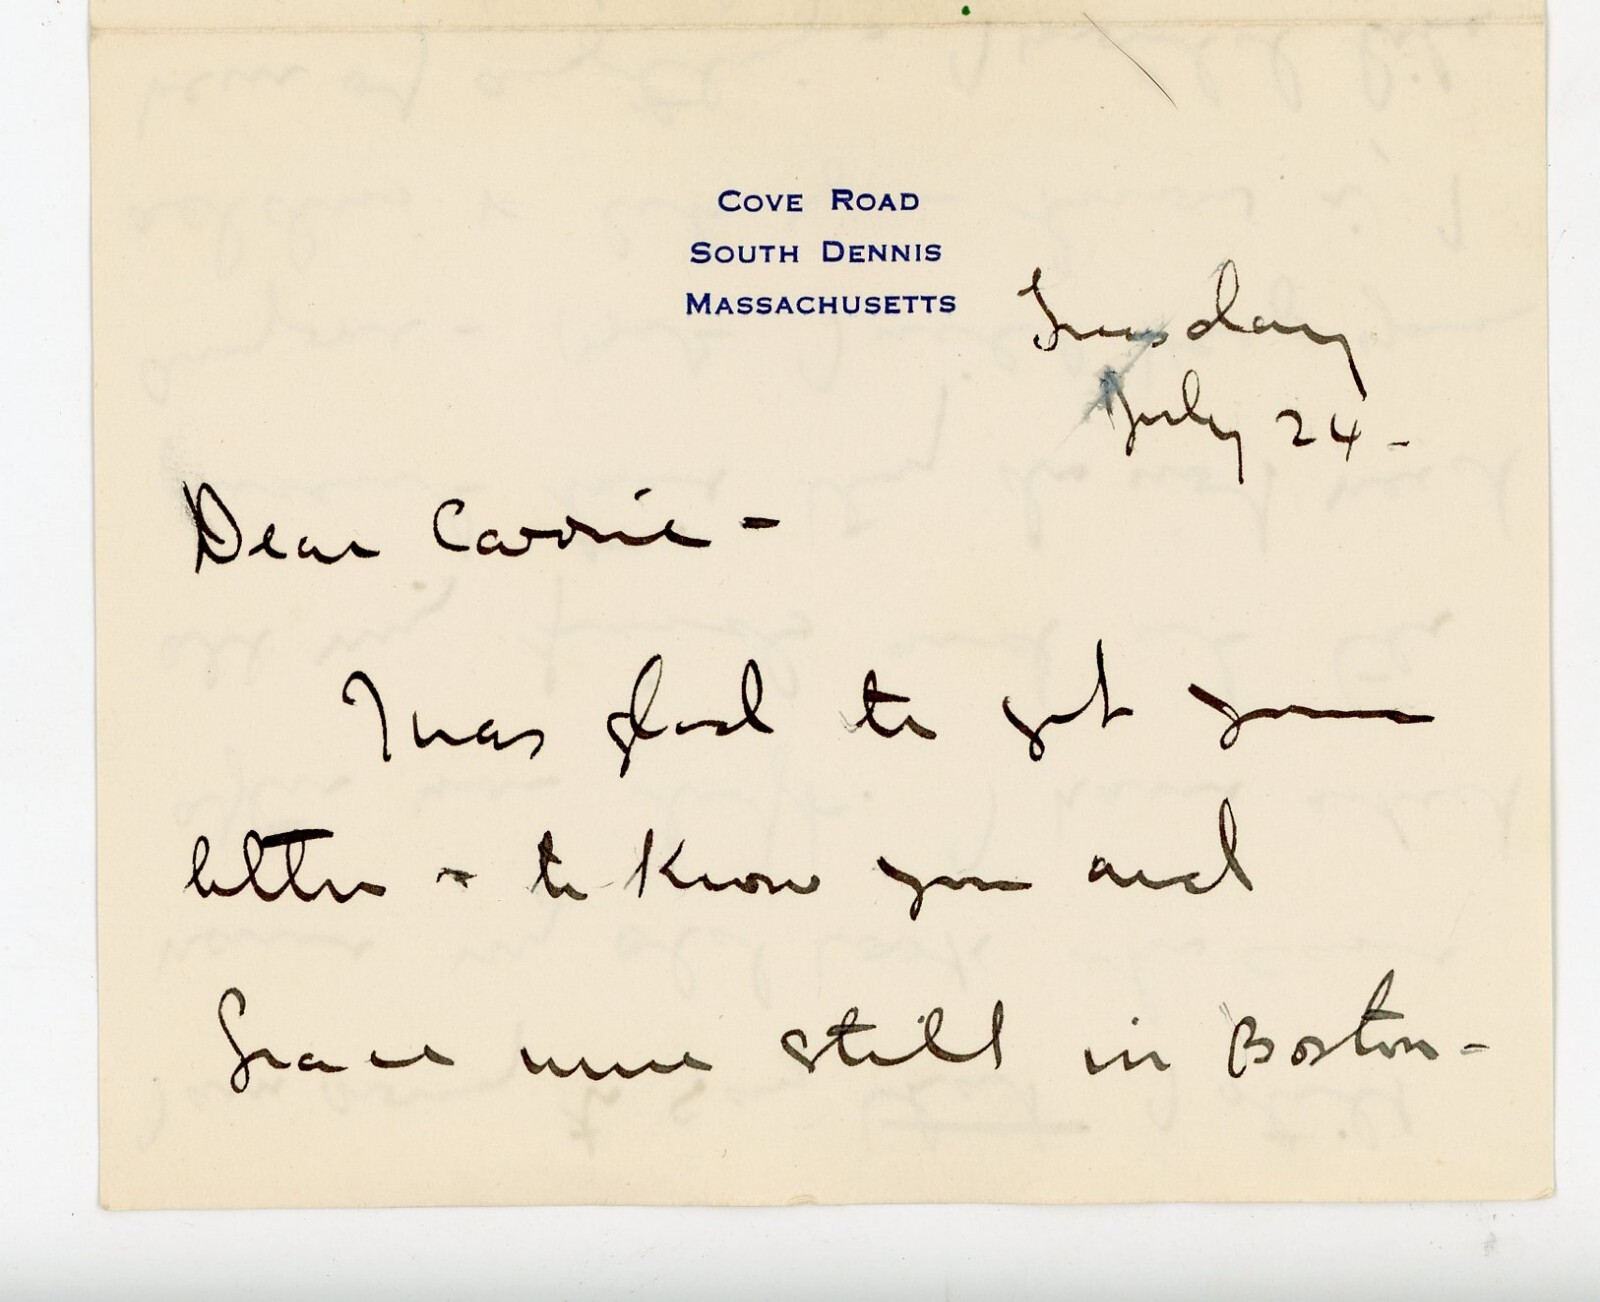 COVE ROAD
SOUTH DENNIS
MASSACHUSETTS
Tuesday
July 24 -
Dear Carrie -
I was glad to get your
letter & to know you and
Grace were still in Boston -